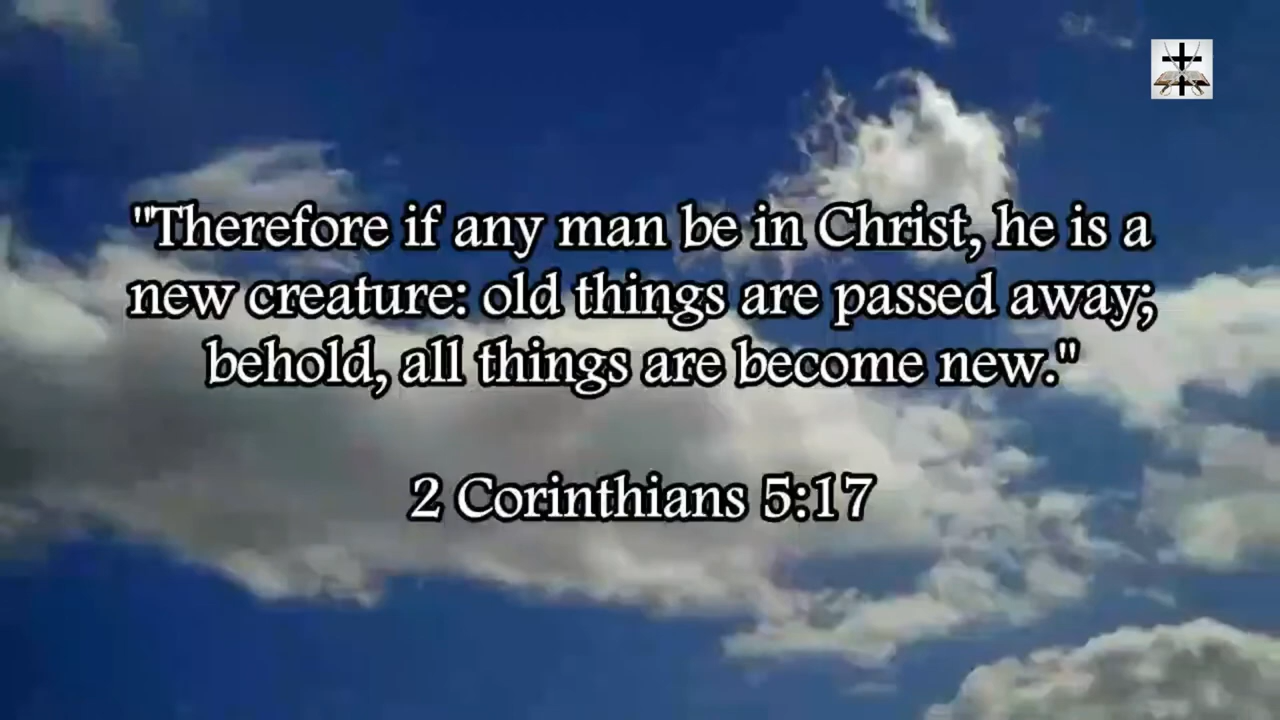 "Therefore if any man be in Christ, he is a
new creature: old things are passed away;
behold, all things are become new."
2 Corinthians 5:17